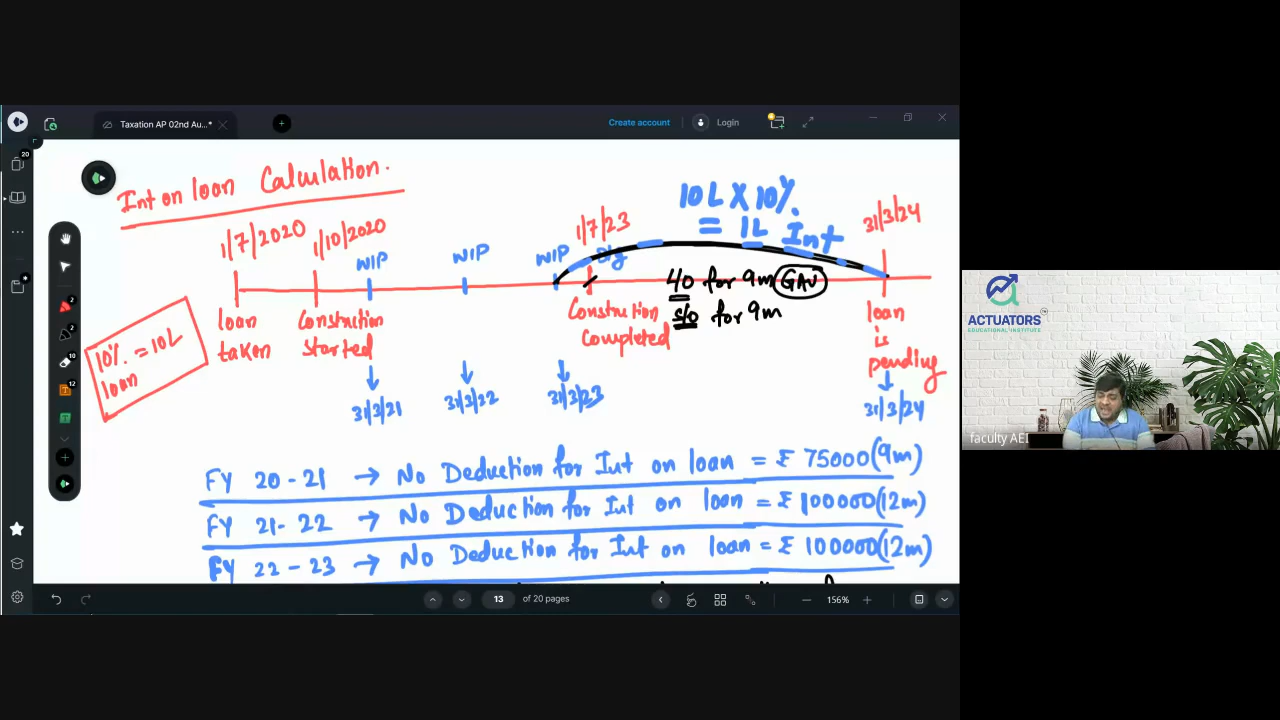 Taxation AP 02nd Au...*
Create account
Login
20
Int on loan Calculation.
10L X 10%.
= 1L Int
1/7/2020
1/10/2020
1/7/23
31/3/24
WIP
WIP
WIP
L/O for 9m GAV
S/O for 9m
loan taken
Construction started
Construction completed
loan is pending
10% = 10L
loan
31/3/21
31/3/22
31/3/23
31/3/24
FY 20-21 → No Deduction for Int on loan = ₹ 75000(9m)
FY 21-22 → No Deduction for Int on loan = ₹ 100000(12m)
FY 22-23 → No Deduction for Int on loan = ₹ 100000(12m)
2
2
10
12
13 of 20 pages
156%
ACTUATORS
EDUCATIONAL INSTITUTE
faculty AEI